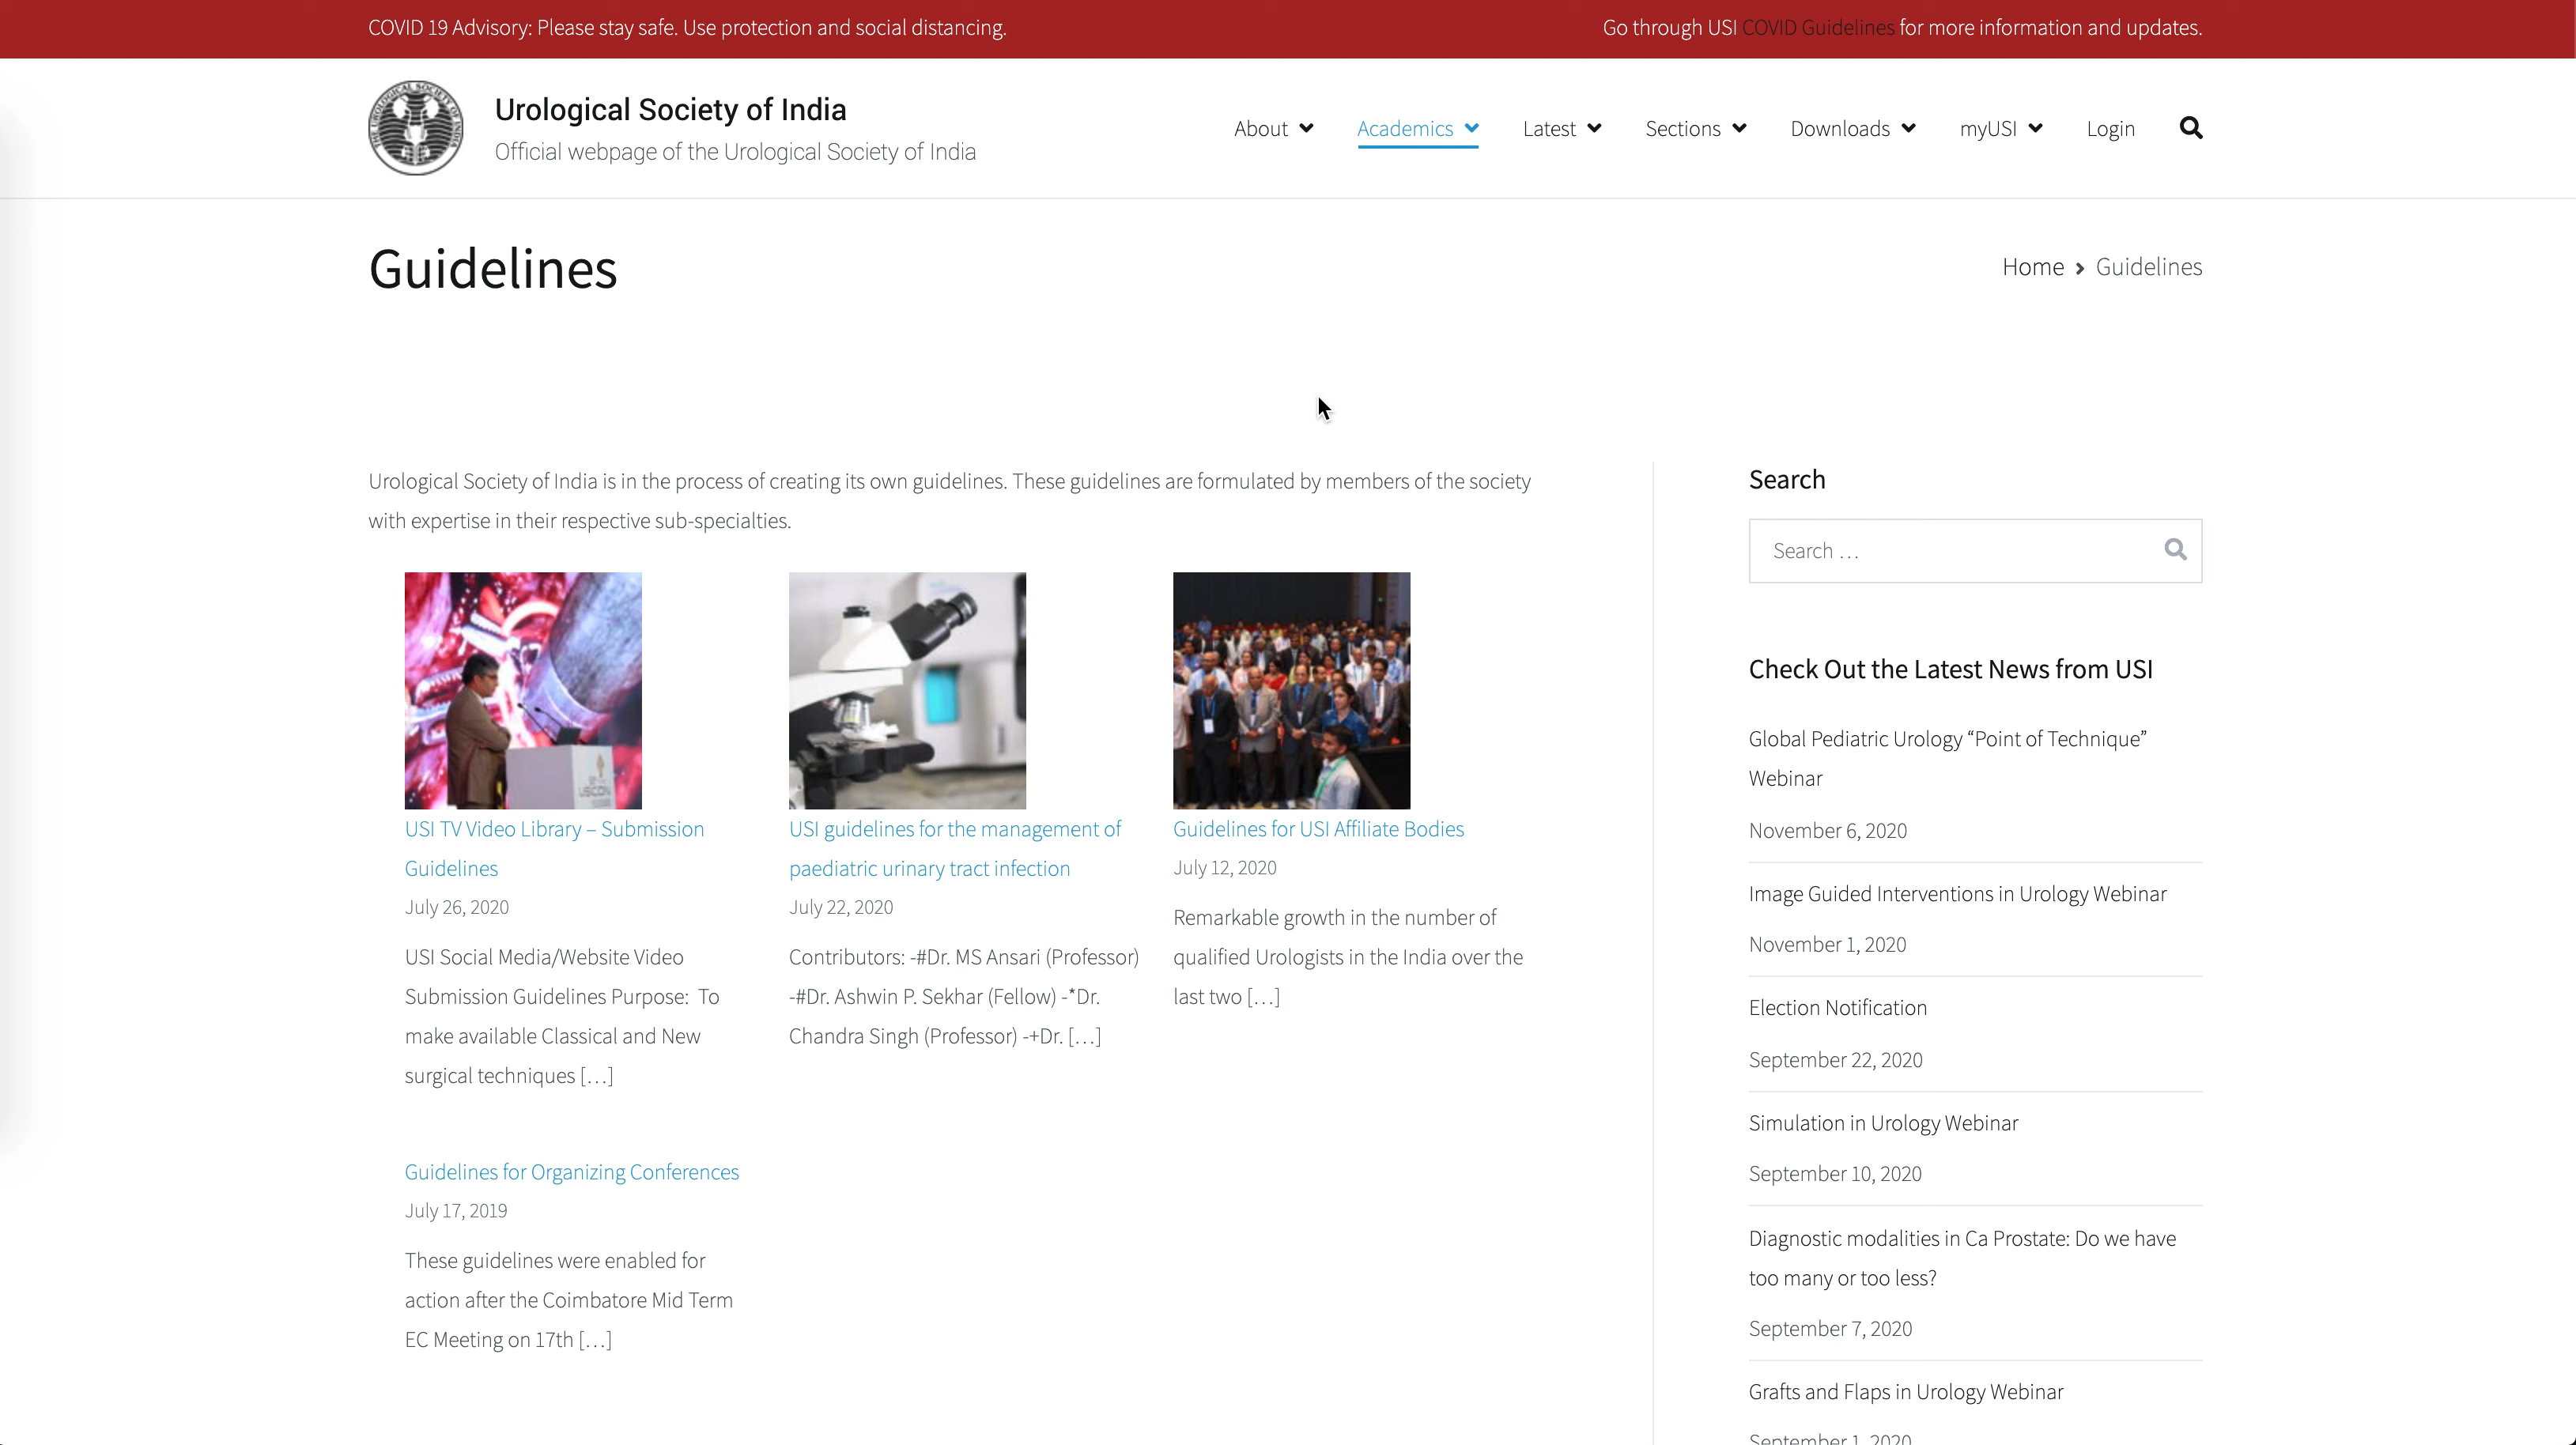 COVID 19 Advisory: Please stay safe. Use protection and social distancing.
Go through USI COVID Guidelines for more information and updates.
Urological Society of India
Official webpage of the Urological Society of India
About
Academics
Latest
Sections
Downloads
myUSI
Login
Guidelines
Home > Guidelines
Urological Society of India is in the process of creating its own guidelines. These guidelines are formulated by members of the society
with expertise in their respective sub-specialties.
USI TV Video Library – Submission
Guidelines
July 26, 2020
USI Social Media/Website Video
Submission Guidelines Purpose:  To
make available Classical and New
surgical techniques […]
USI guidelines for the management of
paediatric urinary tract infection
July 22, 2020
Contributors: -#Dr. MS Ansari (Professor)
-#Dr. Ashwin P. Sekhar (Fellow) -*Dr.
Chandra Singh (Professor) -+Dr. […]
Guidelines for USI Affiliate Bodies
July 12, 2020
Remarkable growth in the number of
qualified Urologists in the India over the
last two […]
Guidelines for Organizing Conferences
July 17, 2019
These guidelines were enabled for
action after the Coimbatore Mid Term
EC Meeting on 17th […]
Search
Search …
Check Out the Latest News from USI
Global Pediatric Urology “Point of Technique”
Webinar
November 6, 2020
Image Guided Interventions in Urology Webinar
November 1, 2020
Election Notification
September 22, 2020
Simulation in Urology Webinar
September 10, 2020
Diagnostic modalities in Ca Prostate: Do we have
too many or too less?
September 7, 2020
Grafts and Flaps in Urology Webinar
September 1, 2020